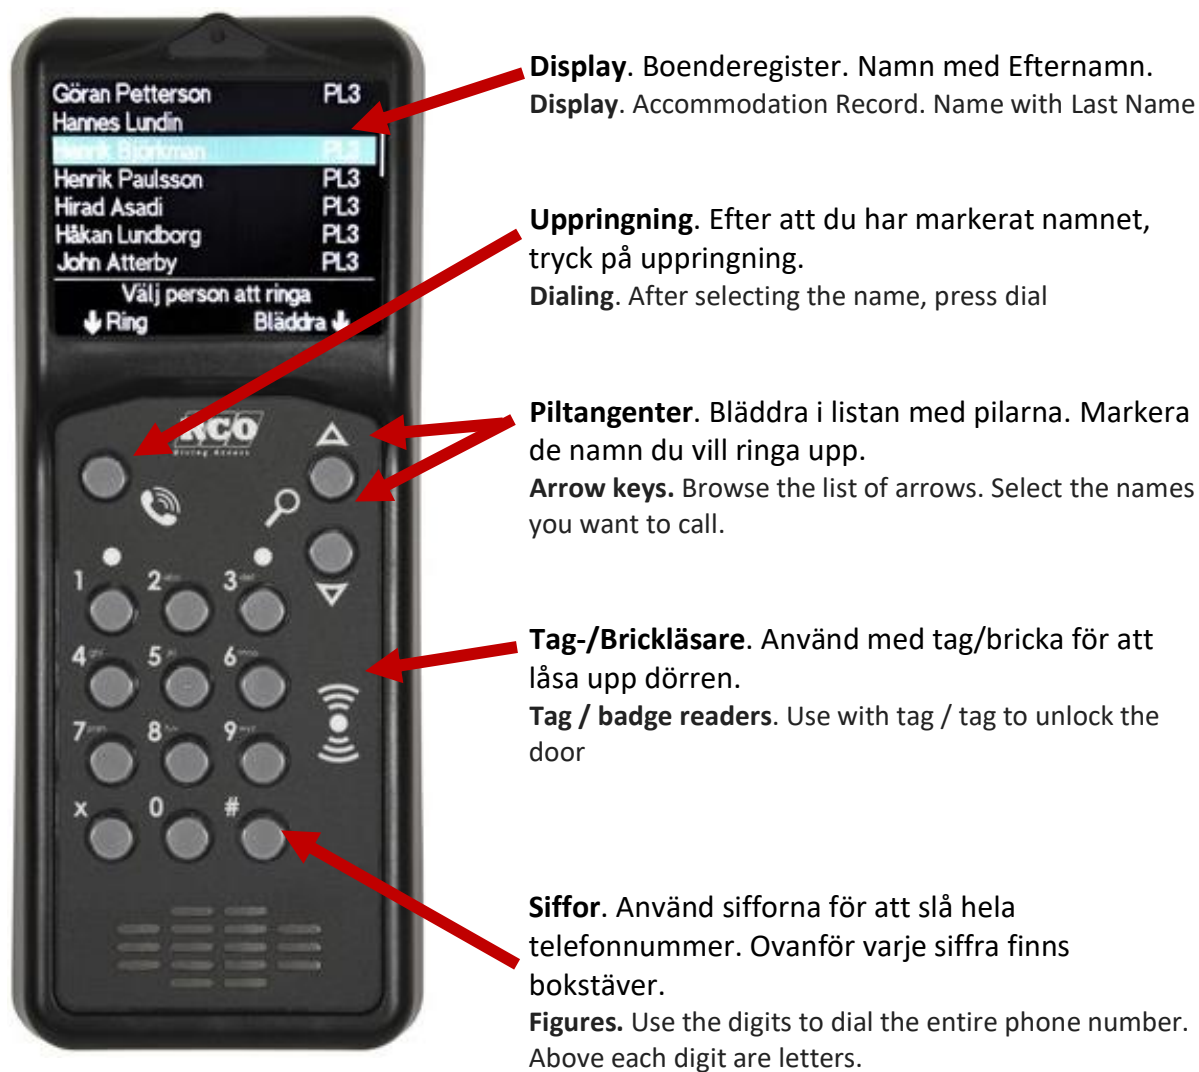 Göran Petterson PL3
Hannes Lundin
Henrik Björkman PL3
Henrik Paulsson PL3
Hirad Asadi PL3
Håkan Lundborg PL3
John Atterby PL3
Välj person att ringa
Ring Bläddra
RCO
1 2 3
4 5 6
7 8 9
x 0 #
Display. Boenderegister. Namn med Efternamn.
Display. Accommodation Record. Name with Last Name
Uppringning. Efter att du har markerat namnet,
tryck på uppringning.
Dialing. After selecting the name, press dial
Piltangenter. Bläddra i listan med pilarna. Markera
de namn du vill ringa upp.
Arrow keys. Browse the list of arrows. Select the names
you want to call.
Tag-/Brickläsare. Använd med tag/bricka för att
låsa upp dörren.
Tag / badge readers. Use with tag / tag to unlock the
door
Siffor. Använd sifforna för att slå hela
telefonnummer. Ovanför varje siffra finns
bokstäver.
Figures. Use the digits to dial the entire phone number.
Above each digit are letters.